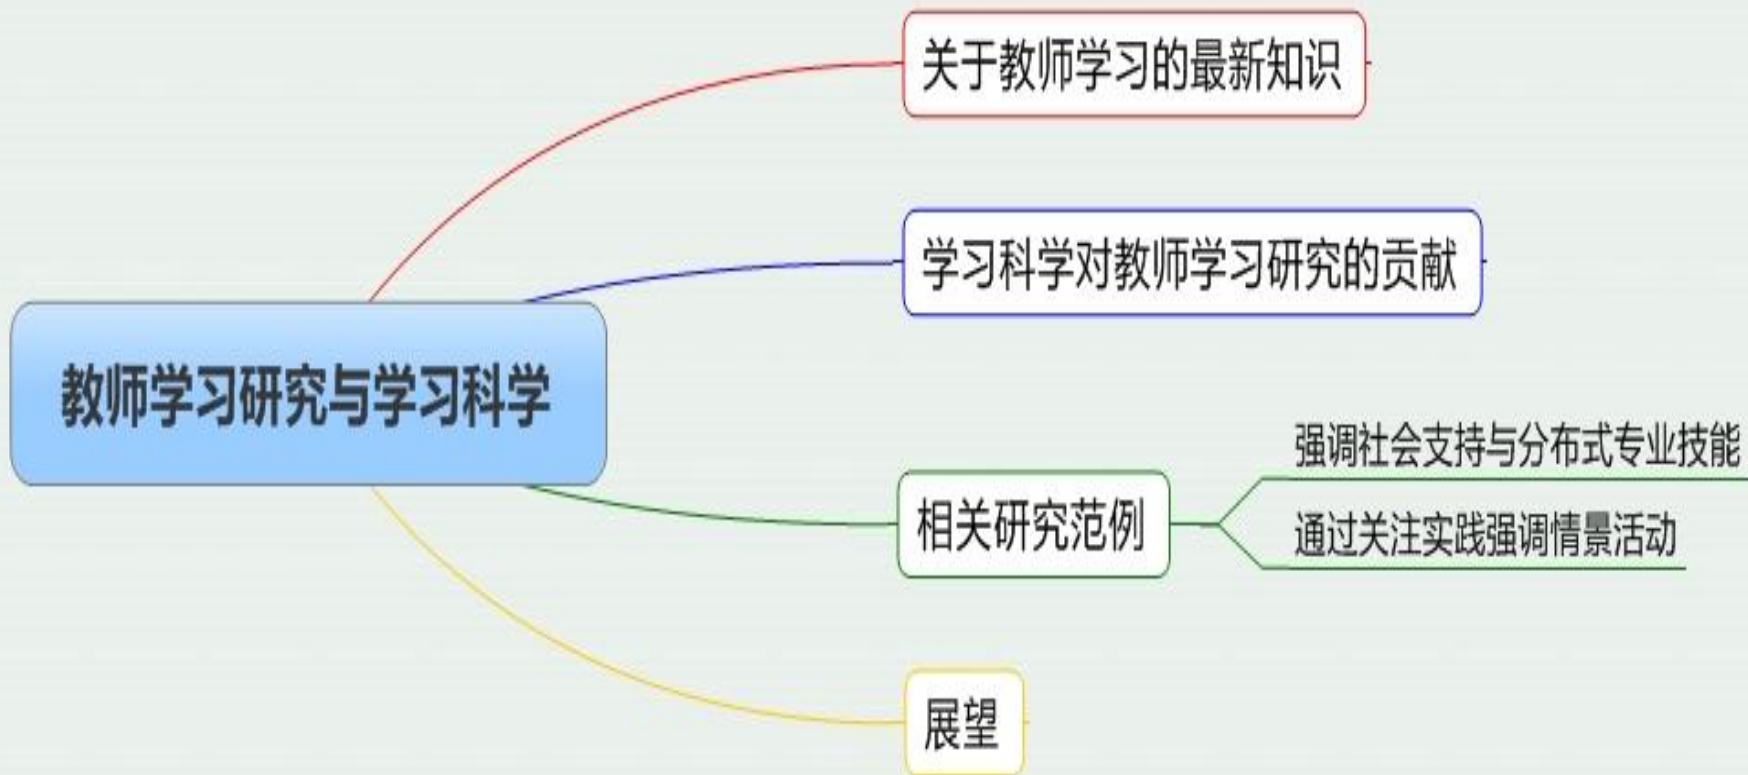 关于教师学习的最新知识
学习科学对教师学习研究的贡献
教师学习研究与学习科学
强调社会支持与分布式专业技能
相关研究范例
通过关注实践强调情景活动
展望